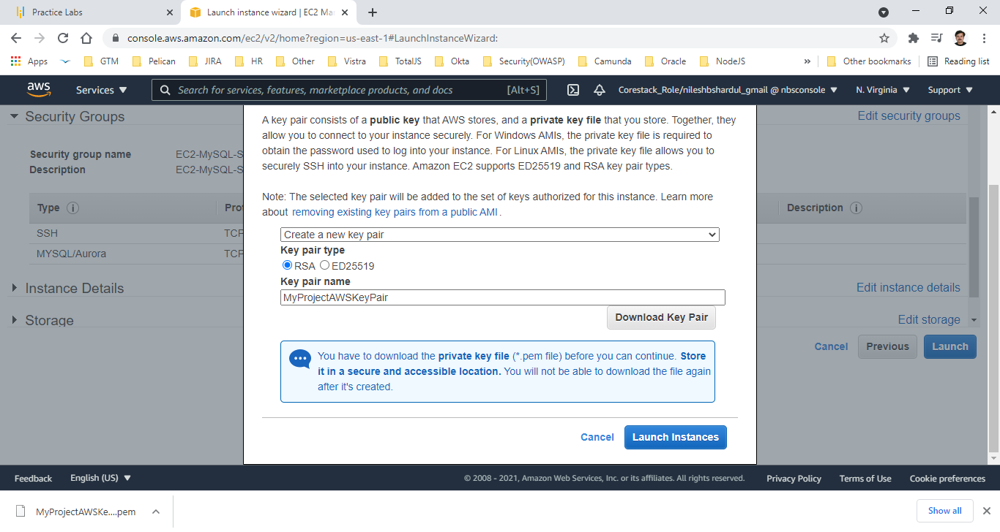 Practice Labs
Launch instance wizard | EC2 Ma
console.aws.amazon.com/ec2/v2/home?region=us-east-1#LaunchInstanceWizard:
Apps GTM Pelican JIRA HR Other Vistra TotalJS Okta Security(OWASP) Camunda Oracle NodeJS » Other bookmarks Reading list
aws Services Search for services, features, marketplace products, and docs [Alt+S] Corestack_Role/nileshbshardul_gmail @ nbsconsole N. Virginia Support
Security Groups
Edit security groups
Security group name EC2-MySQL-S
Description EC2-MySQL-S
Type Pro Description
SSH TCP
MYSQL/Aurora TCP
Instance Details
Edit instance details
Storage
Edit storage
Cancel Previous Launch
A key pair consists of a public key that AWS stores, and a private key file that you store. Together, they
allow you to connect to your instance securely. For Windows AMIs, the private key file is required to
obtain the password used to log into your instance. For Linux AMIs, the private key file allows you to
securely SSH into your instance. Amazon EC2 supports ED25519 and RSA key pair types.
Note: The selected key pair will be added to the set of keys authorized for this instance. Learn more
about removing existing key pairs from a public AMI .
Create a new key pair
Key pair type
RSA ED25519
Key pair name
MyProjectAWSKeyPair
Download Key Pair
You have to download the private key file (*.pem file) before you can continue. Store
it in a secure and accessible location. You will not be able to download the file again
after it's created.
Cancel Launch Instances
Feedback English (US) © 2008 - 2021, Amazon Web Services, Inc. or its affiliates. All rights reserved. Privacy Policy Terms of Use Cookie preferences
MyProjectAWSKe....pem
Show all